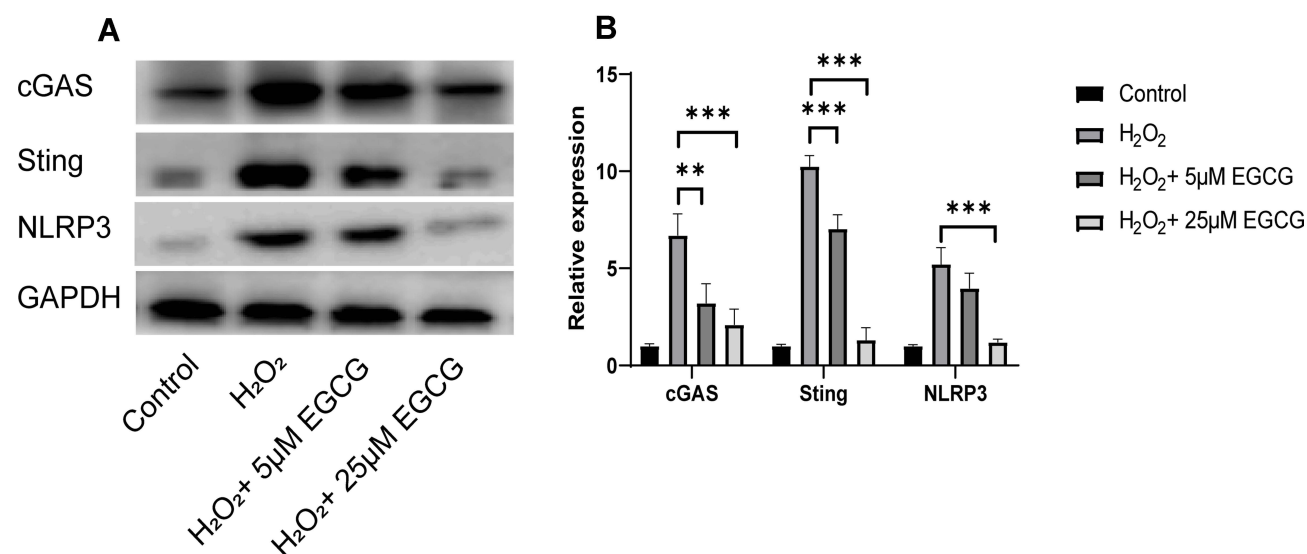 A
cGAS
Sting
NLRP3
GAPDH
Control
H₂O₂
H₂O₂+ 5µM EGCG
H₂O₂+ 25µM EGCG
B
Relative expression
15
10
5
0
***
**
***
***
***
cGAS
Sting
NLRP3
Control
H₂O₂
H₂O₂+ 5µM EGCG
H₂O₂+ 25µM EGCG